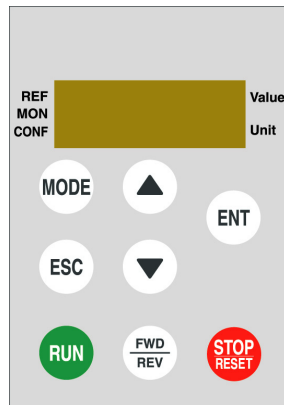 REF
Value
MON
CONF
Unit
MODE
ENT
ESC
RUN
FWD
REV
STOP
RESET